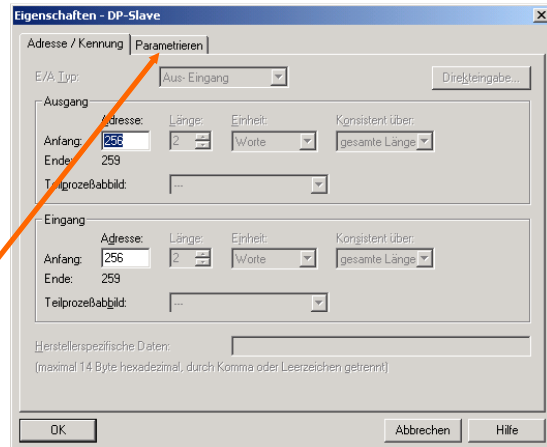 Eigenschaften - DP-Slave
Adresse / Kennung Parametrieren
E/A Typ: Aus- Eingang Direkteingabe...
Ausgang
Adresse: Länge: Einheit: Konsistent über:
Anfang: 256 2 Worte gesamte Länge
Ende: 259
Teilprozeßabbild: ---
Eingang
Adresse: Länge: Einheit: Konsistent über:
Anfang: 256 2 Worte gesamte Länge
Ende: 259
Teilprozeßabbild: ---
Herstellerspezifische Daten:
(maximal 14 Byte hexadezimal, durch Komma oder Leerzeichen getrennt)
OK Abbrechen Hilfe